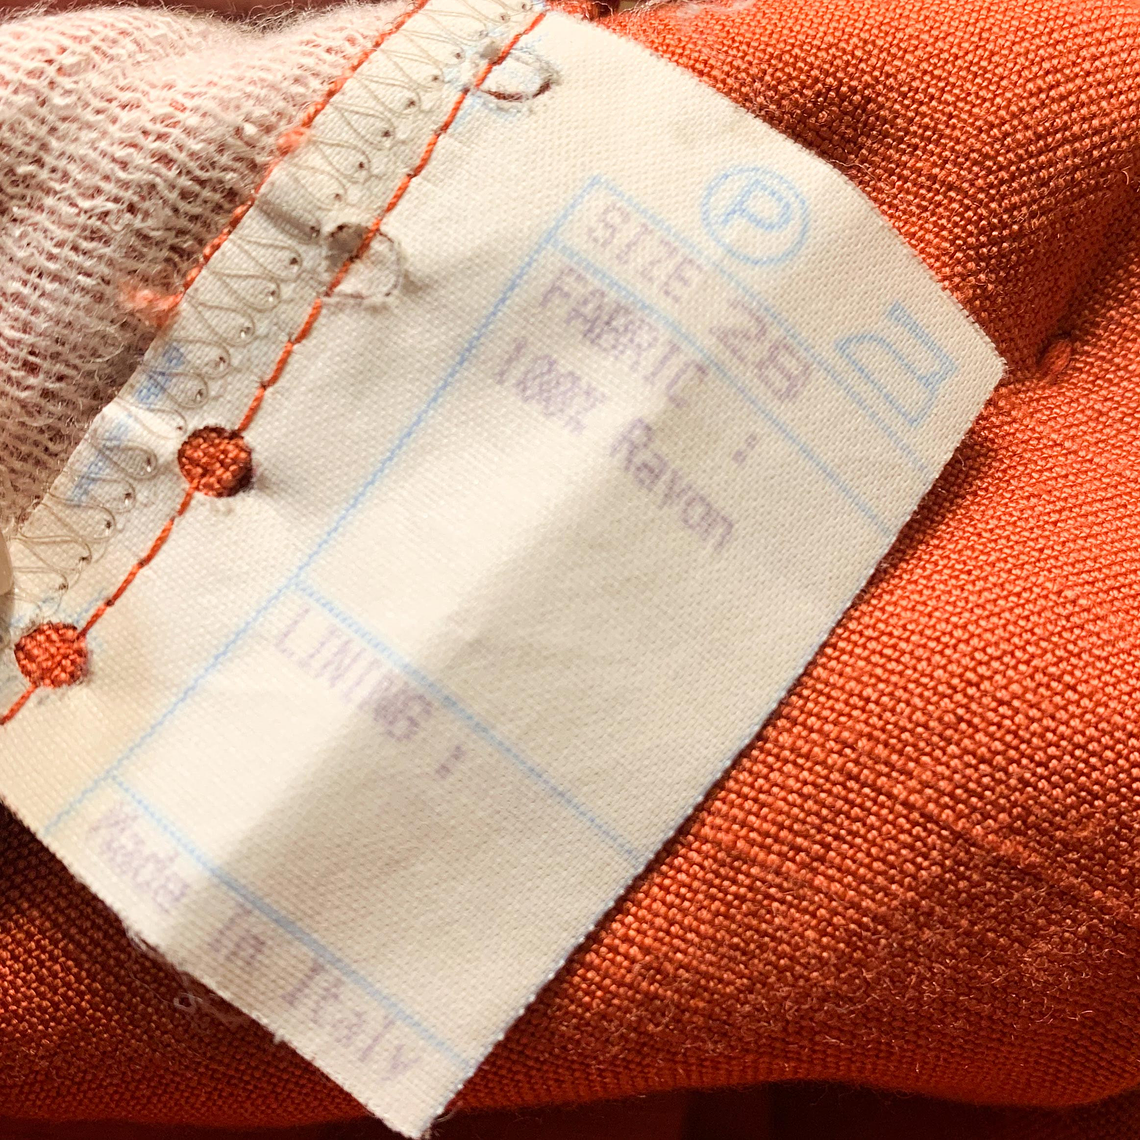 P
SIZE 28
FABRIC :
100% Rayon
LINING :
Made In Italy